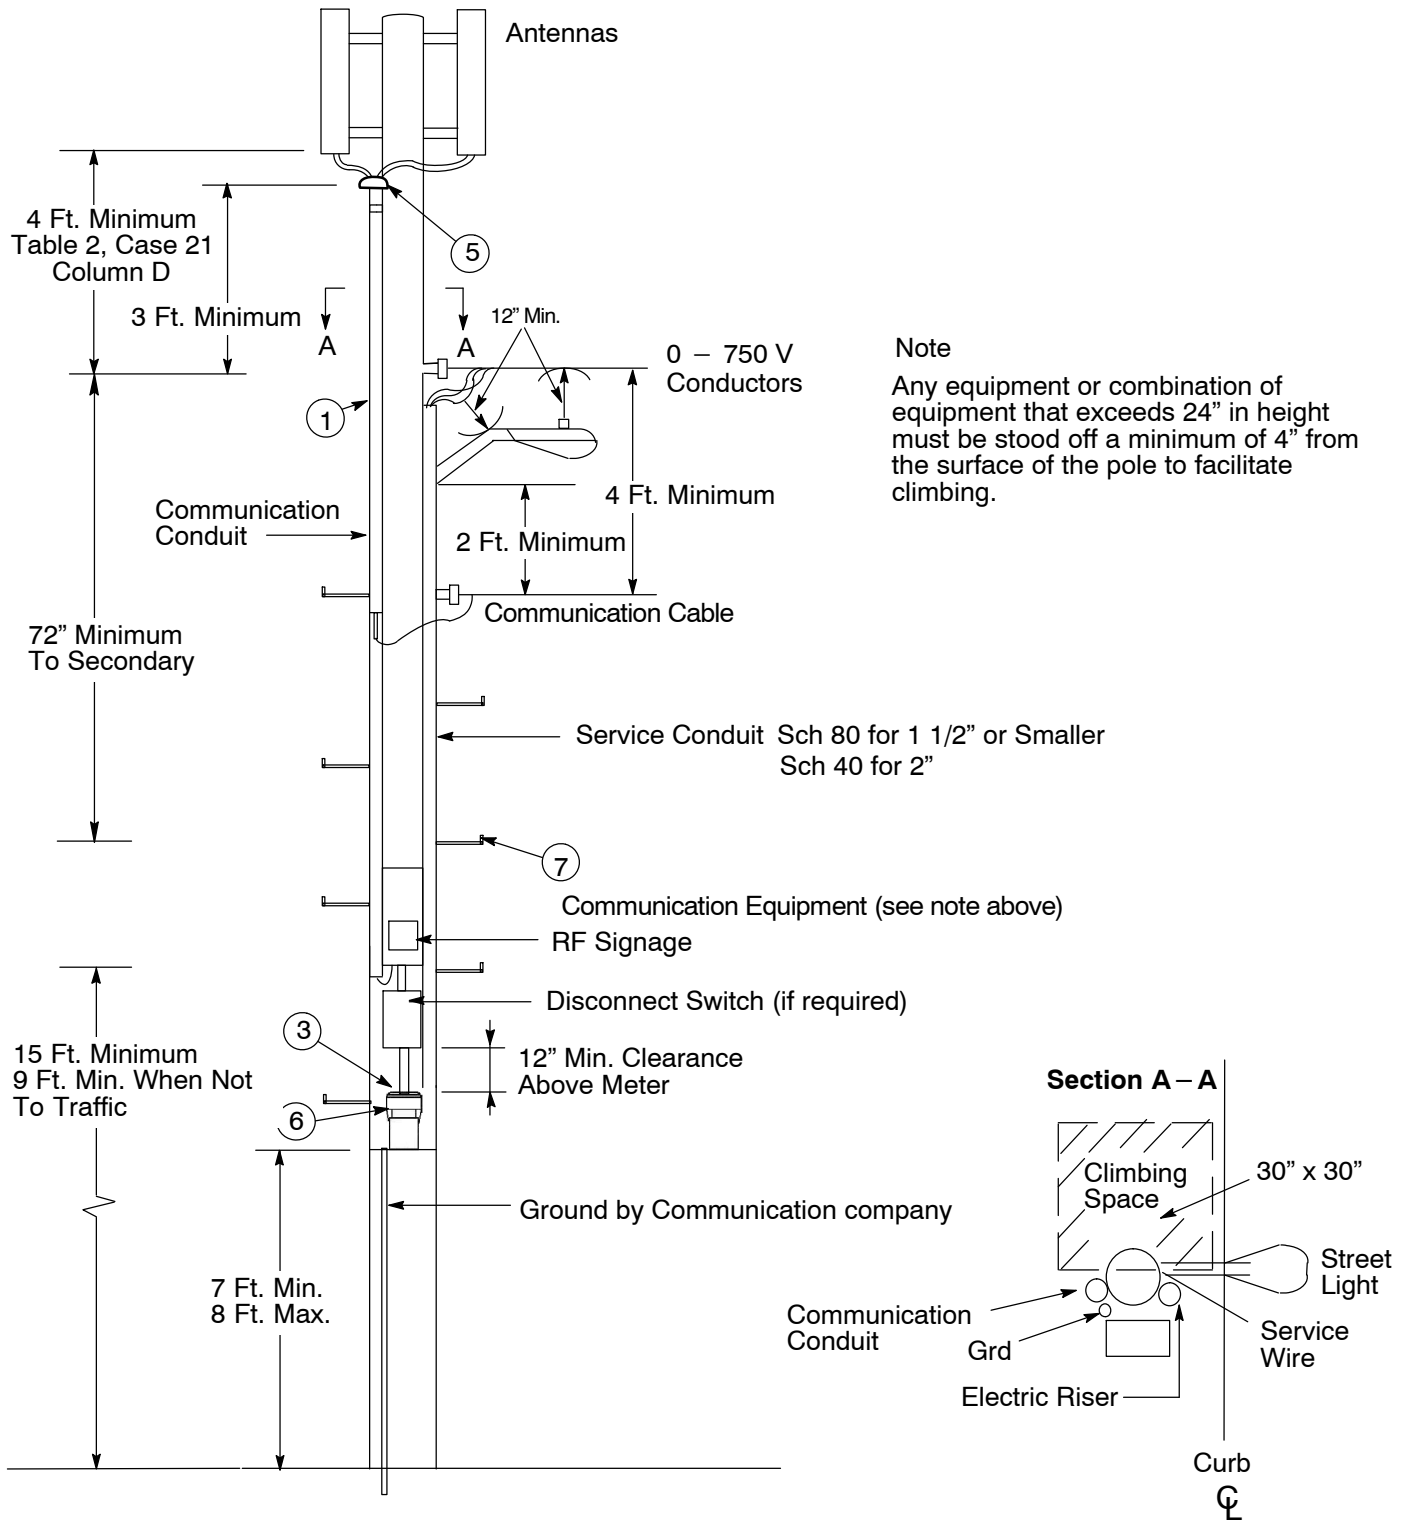 Antennas
4 Ft. Minimum
Table 2, Case 21
Column D
5
3 Ft. Minimum
A
A
12” Min.
0 – 750 V
Conductors
Note
Any equipment or combination of
equipment that exceeds 24” in height
must be stood off a minimum of 4” from
the surface of the pole to facilitate
climbing.
1
4 Ft. Minimum
Communication
Conduit
2 Ft. Minimum
Communication Cable
72” Minimum
To Secondary
Service Conduit Sch 80 for 1 1/2” or Smaller
Sch 40 for 2”
7
Communication Equipment (see note above)
RF Signage
Disconnect Switch (if required)
3
15 Ft. Minimum
9 Ft. Min. When Not
To Traffic
12” Min. Clearance
Above Meter
6
Ground by Communication company
7 Ft. Min.
8 Ft. Max.
Section A – A
Climbing
Space
30” x 30”
Street
Light
Communication
Conduit
Grd
Service
Wire
Electric Riser
Curb
℄